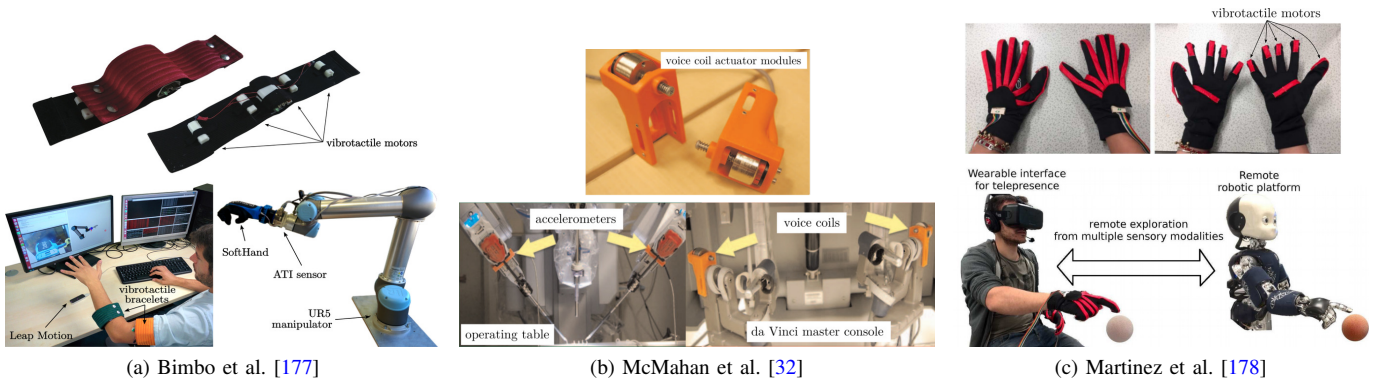 vibrotactile motors
SoftHand
ATI sensor
vibrotactile
bracelets
Leap Motion
UR5
manipulator
(a) Bimbo et al. [177]
voice coil actuator modules
accelerometers
voice coils
operating table
da Vinci master console
(b) McMahan et al. [32]
vibrotactile motors
Wearable interface
for telepresence
Remote
robotic platform
remote exploration
from multiple sensory modalities
(c) Martinez et al. [178]